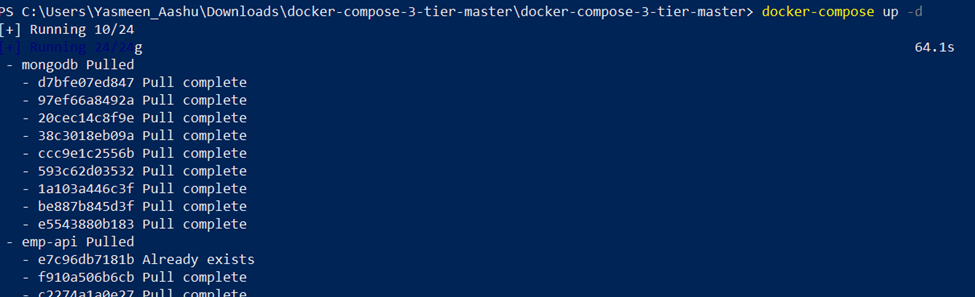 PS C:\Users\Yasmeen_Aashu\Downloads\docker-compose-3-tier-master\docker-compose-3-tier-master> docker-compose up -d
[+] Running 10/24
[+] Running 24/24g 64.1s
- mongodb Pulled
- d7bfe07ed847 Pull complete
- 97ef66a8492a Pull complete
- 20cec14c8f9e Pull complete
- 38c3018eb09a Pull complete
- ccc9e1c2556b Pull complete
- 593c62d03532 Pull complete
- 1a103a446c3f Pull complete
- be887b845d3f Pull complete
- e5543880b183 Pull complete
- emp-api Pulled
- e7c96db7181b Already exists
- f910a506b6cb Pull complete
- c2274a1a0e27 Pull complete